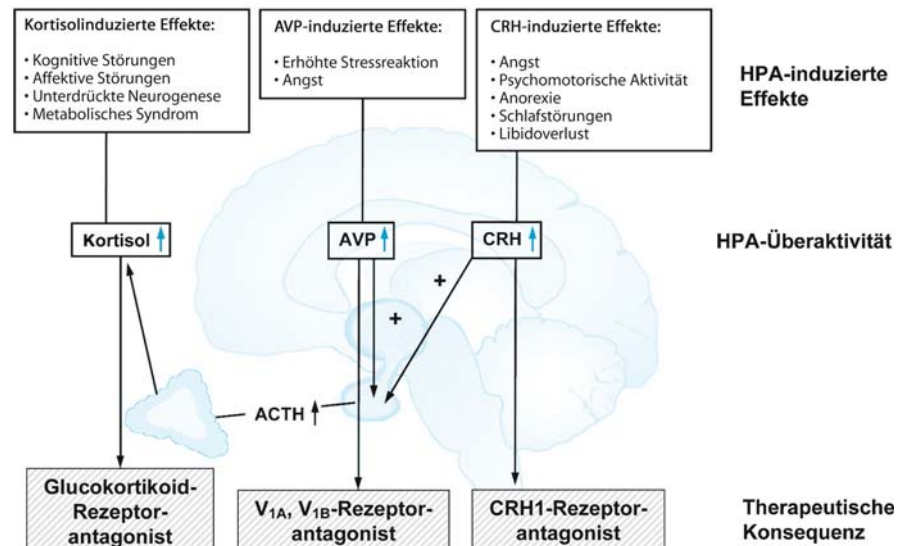 Kortisolinduzierte Effekte:
• Kognitive Störungen
• Affektive Störungen
• Unterdrückte Neurogenese
• Metabolisches Syndrom
AVP-induzierte Effekte:
• Erhöhte Stressreaktion
• Angst
CRH-induzierte Effekte:
• Angst
• Psychomotorische Aktivität
• Anorexie
• Schlafstörungen
• Libidoverlust
HPA-induzierte
Effekte
Kortisol ↑
AVP ↑
CRH ↑
HPA-Überaktivität
+
+
ACTH ↑
Glucokortikoid-
Rezeptor-
antagonist
V1A, V1B-Rezeptor-
antagonist
CRH1-Rezeptor-
antagonist
Therapeutische
Konsequenz